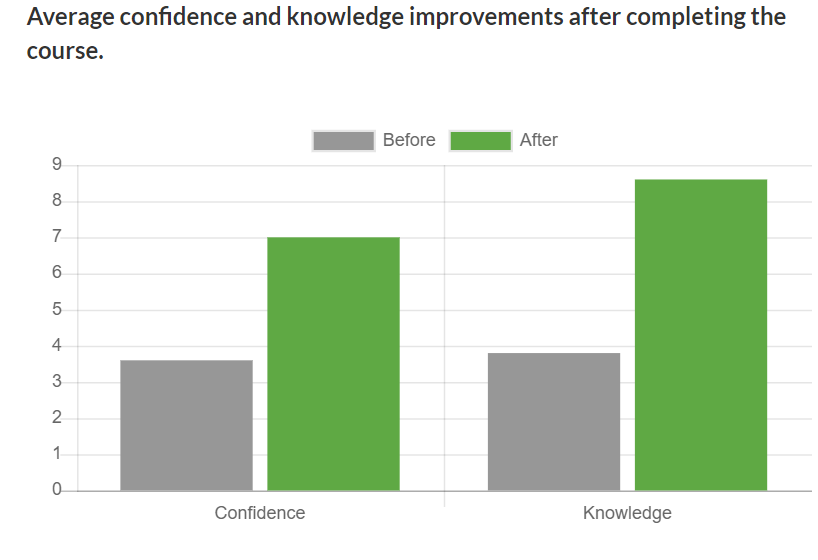 Average confidence and knowledge improvements after completing the
course.
Before After
9
8
7
6
5
4
3
2
1
0
Confidence Knowledge